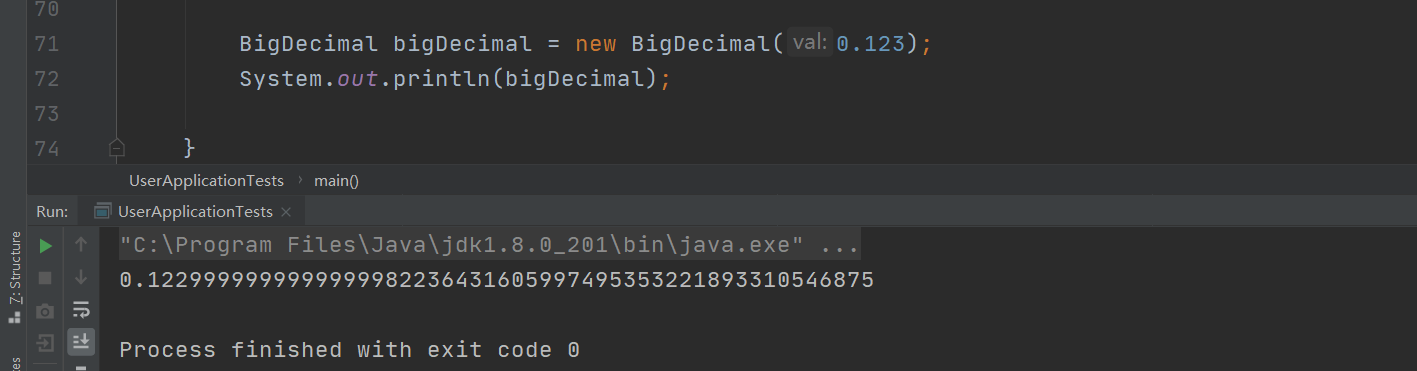 70
71 BigDecimal bigDecimal = new BigDecimal( val: 0.123);
72 System.out.println(bigDecimal);
73
74 }
UserApplicationTests › main()
Run: UserApplicationTests ×
7: Structure
"C:\Program Files\Java\jdk1.8.0_201\bin\java.exe" ...
0.1229999999999999982236431605997495353221893310546875
Process finished with exit code 0